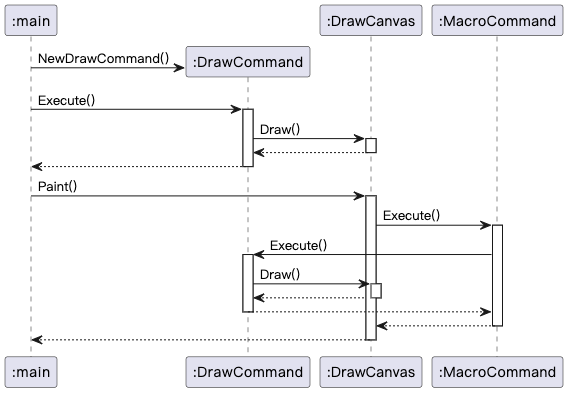 :main
:DrawCanvas
:MacroCommand
NewDrawCommand()
:DrawCommand
Execute()
Draw()
Paint()
Execute()
Execute()
Draw()
:main
:DrawCommand
:DrawCanvas
:MacroCommand